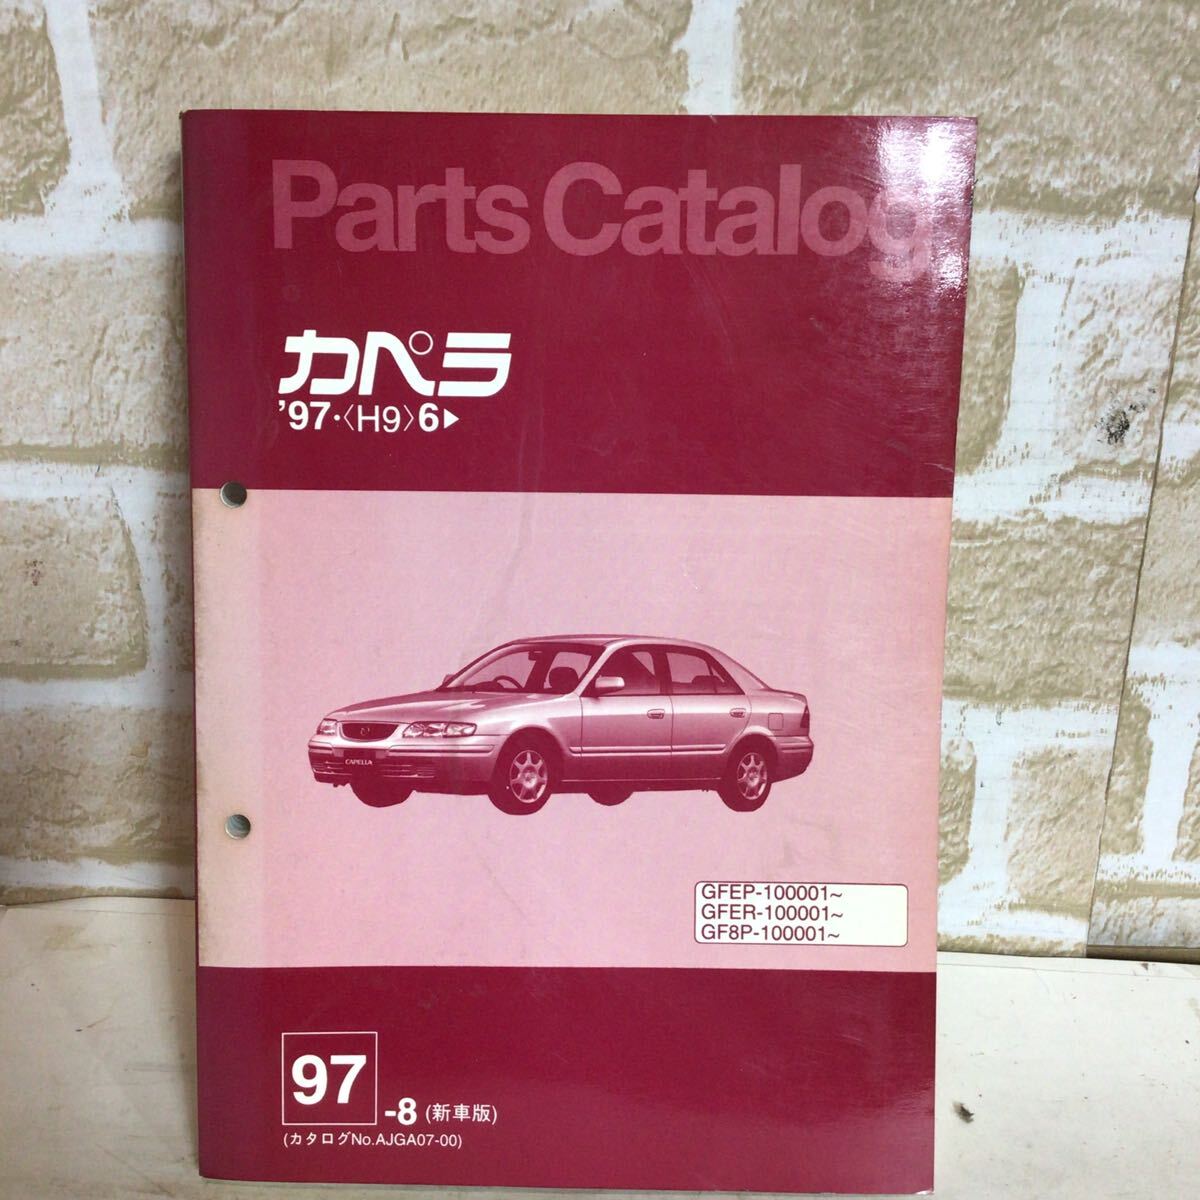 Parts Catalog
カペラ
'97・〈H9〉6▶
CAPELLA
GFEP-100001~
GFER-100001~
GF8P-100001~
97-8 (新車版)
(カタログNo.AJGA07-00)